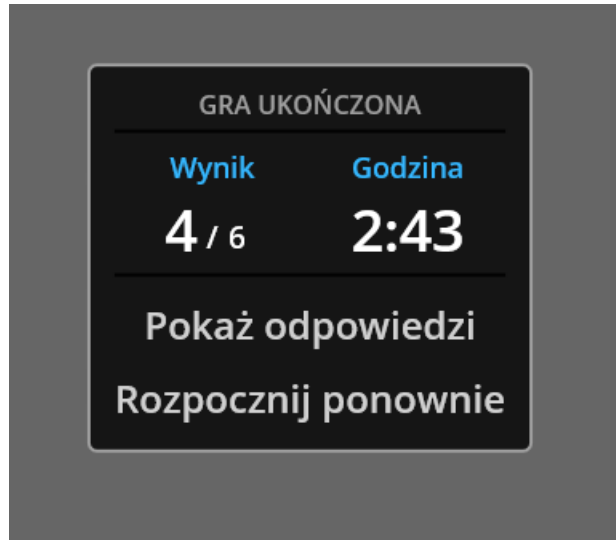 GRA UKOŃCZONA
Wynik Godzina
4 / 6 2:43
Pokaż odpowiedzi
Rozpocznij ponownie